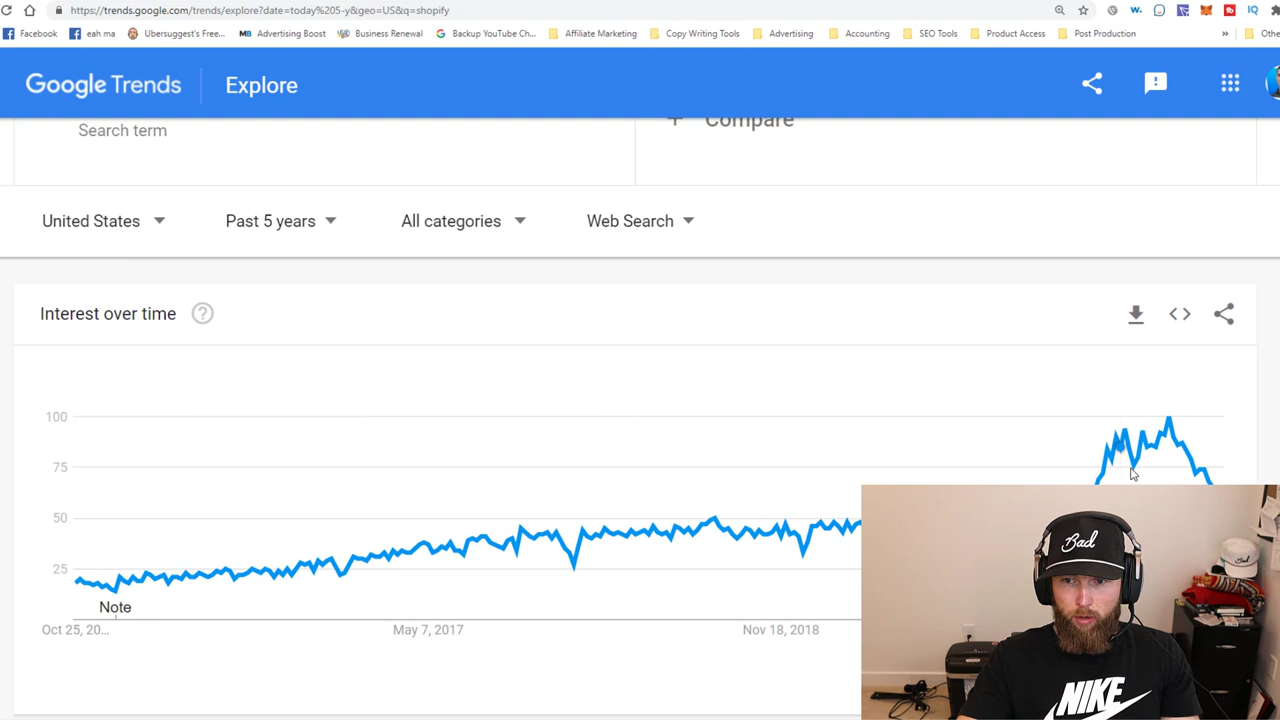 https://trends.google.com/trends/explore?date=today%205-y&geo=US&q=shopify
Facebook
eah ma
Ubersuggest's Free...
MB Advertising Boost
Business Renewal
Backup YouTube Ch...
Affiliate Marketing
Copy Writing Tools
Advertising
Accounting
SEO Tools
Product Access
Post Production
»
Othe
Google Trends
Explore
Search term
+ Compare
United States
Past 5 years
All categories
Web Search
Interest over time
100
75
50
25
Note
Oct 25, 20...
May 7, 2017
Nov 18, 2018
Bad
NIKE